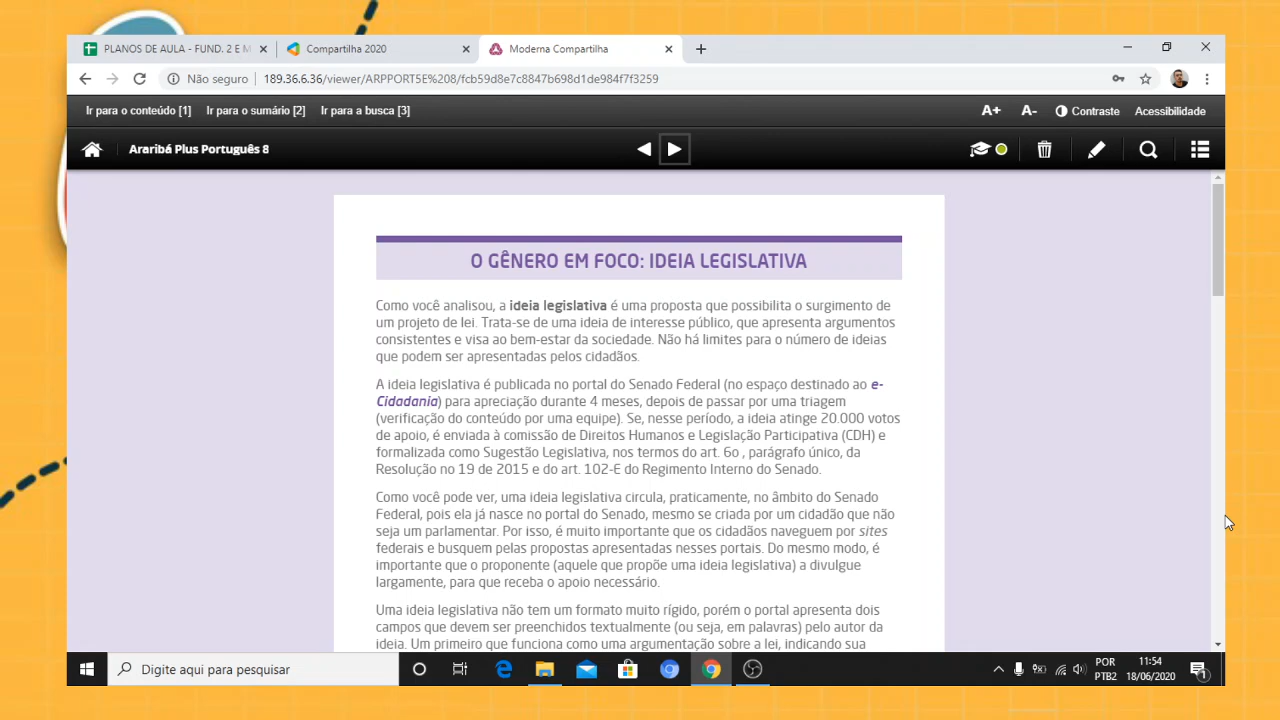 PLANOS DE AULA - FUND. 2 E M
Compartilha 2020
Moderna Compartilha
Não seguro
189.36.6.36/viewer/ARPPORT5E%208/fcb59d8e7c8847b698d1de984f7f3259
Ir para o conteúdo [1]
Ir para o sumário [2]
Ir para a busca [3]
A+
A-
Contraste
Acessibilidade
Araribá Plus Português 8
O GÊNERO EM FOCO: IDEIA LEGISLATIVA
Como você analisou, a ideia legislativa é uma proposta que possibilita o surgimento de
um projeto de lei. Trata-se de uma ideia de interesse público, que apresenta argumentos
consistentes e visa ao bem-estar da sociedade. Não há limites para o número de ideias
que podem ser apresentadas pelos cidadãos.
A ideia legislativa é publicada no portal do Senado Federal (no espaço destinado ao e-
Cidadania) para apreciação durante 4 meses, depois de passar por uma triagem
(verificação do conteúdo por uma equipe). Se, nesse período, a ideia atinge 20.000 votos
de apoio, é enviada à comissão de Direitos Humanos e Legislação Participativa (CDH) e
formalizada como Sugestão Legislativa, nos termos do art. 6o , parágrafo único, da
Resolução no 19 de 2015 e do art. 102-E do Regimento Interno do Senado.
Como você pode ver, uma ideia legislativa circula, praticamente, no âmbito do Senado
Federal, pois ela já nasce no portal do Senado, mesmo se criada por um cidadão que não
seja um parlamentar. Por isso, é muito importante que os cidadãos naveguem por sites
federais e busquem pelas propostas apresentadas nesses portais. Do mesmo modo, é
importante que o proponente (aquele que propõe uma ideia legislativa) a divulgue
largamente, para que receba o apoio necessário.
Uma ideia legislativa não tem um formato muito rígido, porém o portal apresenta dois
campos que devem ser preenchidos textualmente (ou seja, em palavras) pelo autor da
ideia. Um primeiro que funciona como uma argumentação sobre a lei, indicando sua
Digite aqui para pesquisar
POR
PTB2
11:54
18/06/2020
1